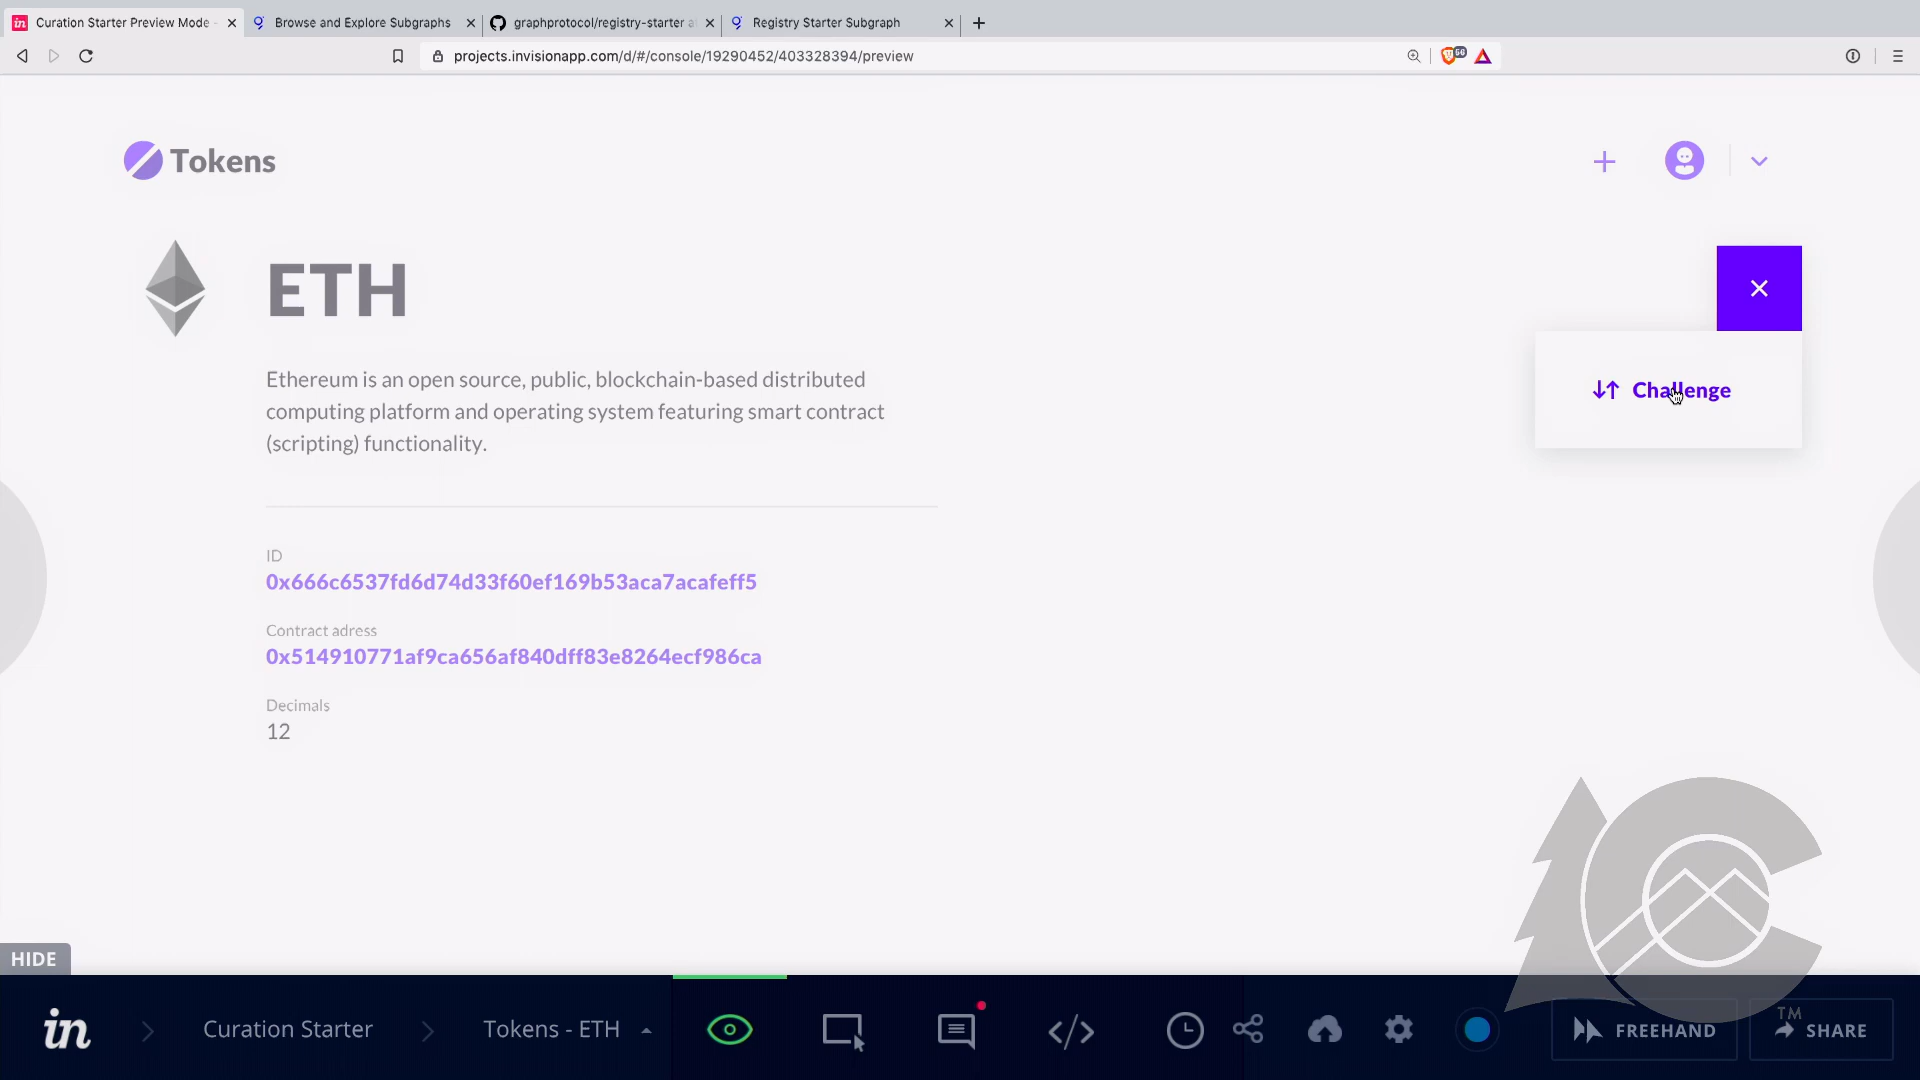 Curation Starter Preview Mode -
Browse and Explore Subgraphs
graphprotocol/registry-starter a
Registry Starter Subgraph
projects.invisionapp.com/d/#/console/19290452/403328394/preview
56
Tokens
ETH
Ethereum is an open source, public, blockchain-based distributed
computing platform and operating system featuring smart contract
(scripting) functionality.
Challenge
ID
0x666c6537fd6d74d33f60ef169b53aca7acafeff5
Contract adress
0x514910771af9ca656af840dff83e8264ecf986ca
Decimals
12
HIDE
in
Curation Starter
Tokens - ETH
FREEHAND
SHARE
TM